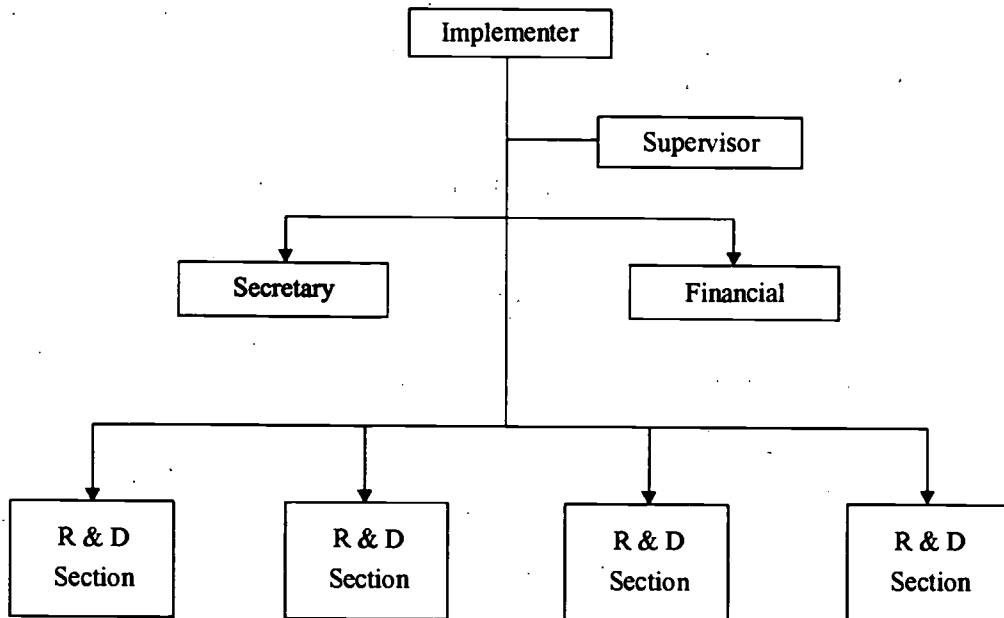 Implementer
Supervisor
Secretary
Financial
R & D
Section
R & D
Section
R & D
Section
R & D
Section